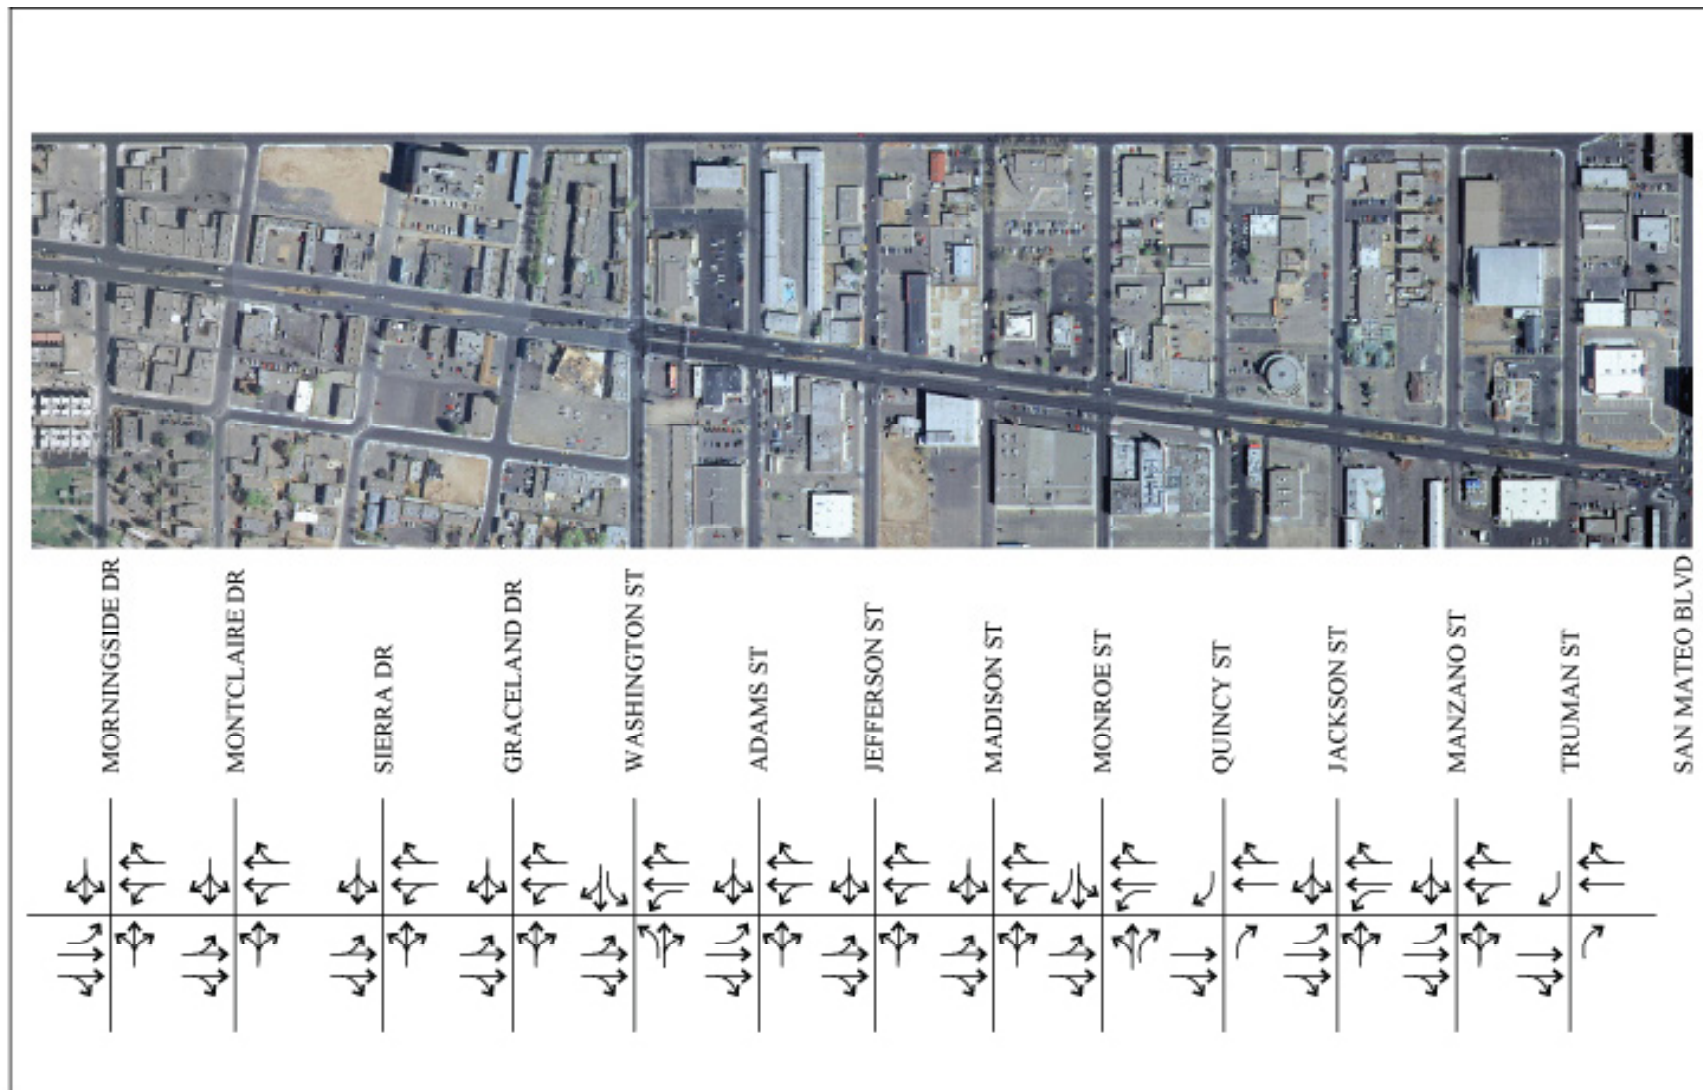 MORNINGSIDE DR
MONTCLAIRE DR
SIERRA DR
GRACELAND DR
WASHINGTON ST
ADAMS ST
JEFFERSON ST
MADISON ST
MONROE ST
QUINCY ST
JACKSON ST
MANZANO ST
TRUMAN ST
SAN MATEO BLVD